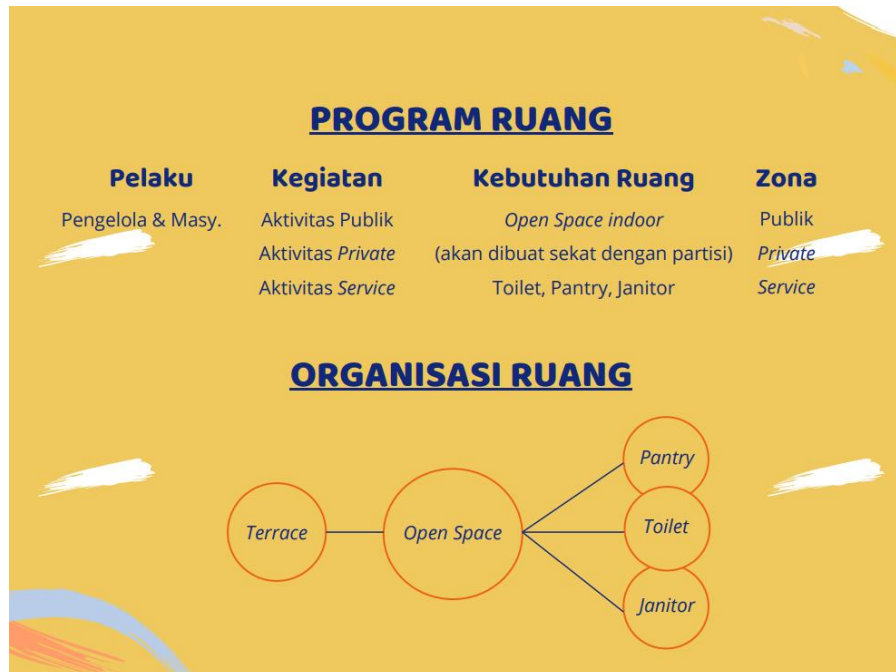 PROGRAM RUANG
Pelaku Kegiatan Kebutuhan Ruang Zona
Pengelola & Masy. Aktivitas Publik Open Space indoor Publik
Aktivitas Private (akan dibuat sekat dengan partisi) Private
Aktivitas Service Toilet, Pantry, Janitor Service
ORGANISASI RUANG
Pantry
Terrace Open Space Toilet
Janitor